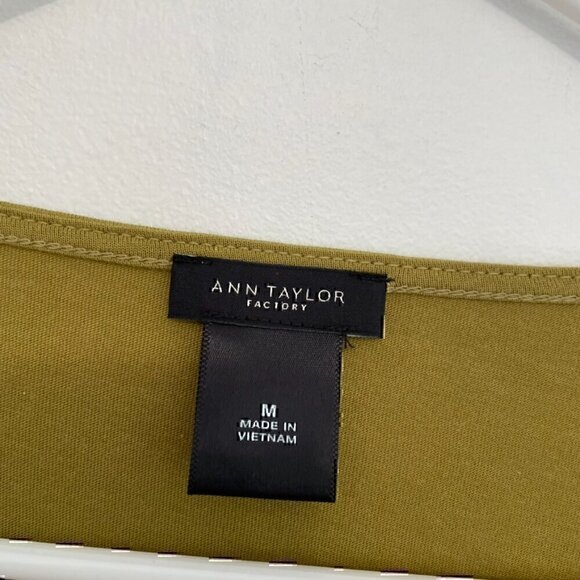 ANN TAYLOR
FACTORY
M
MADE IN
VIETNAM